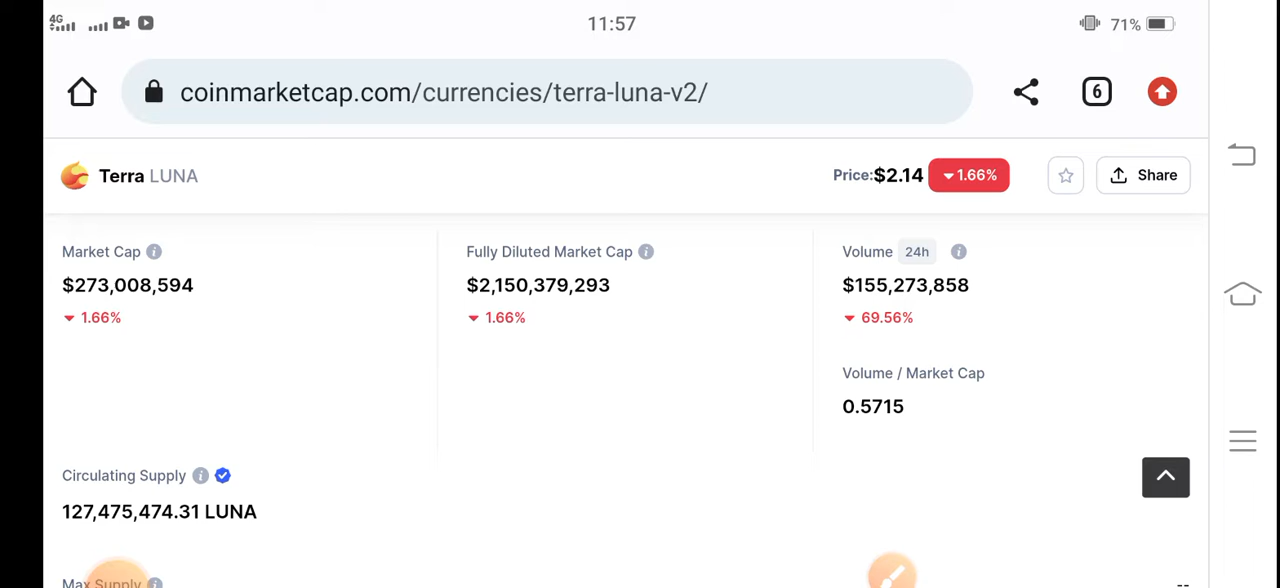 4G 11:57 71%
coinmarketcap.com/currencies/terra-luna-v2/ 6
Terra LUNA Price:$2.14 1.66% Share
Market Cap Fully Diluted Market Cap Volume 24h
$273,008,594 $2,150,379,293 $155,273,858
1.66% 1.66% 69.56%
Volume / Market Cap
0.5715
Circulating Supply
127,475,474.31 LUNA
Max Supply --